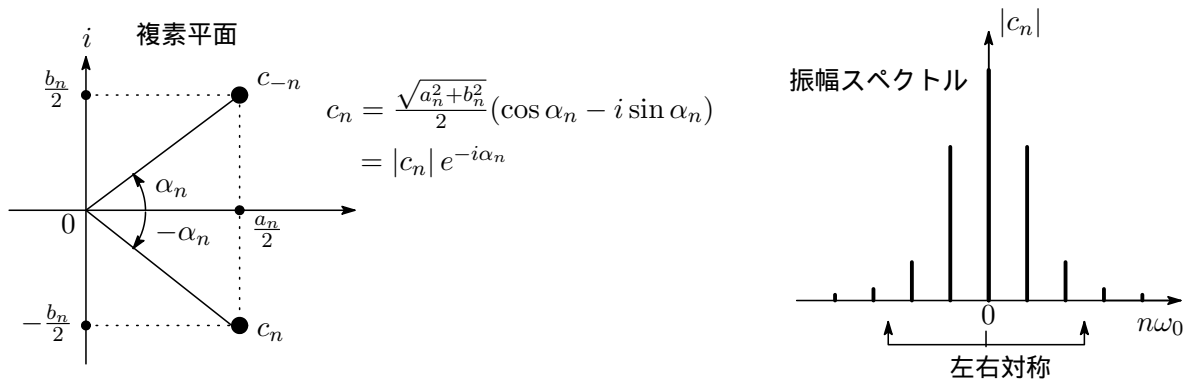 複素平面
i
b_n/2
c_{-n}
c_n = \frac{\sqrt{a_n^2+b_n^2}}{2}(\cos α_n − i \sin α_n)
= |c_n| e^{-iα_n}
α_n
0
−α_n
a_n/2
−b_n/2
c_n
|c_n|
振幅スペクトル
0
nω_0
左右対称